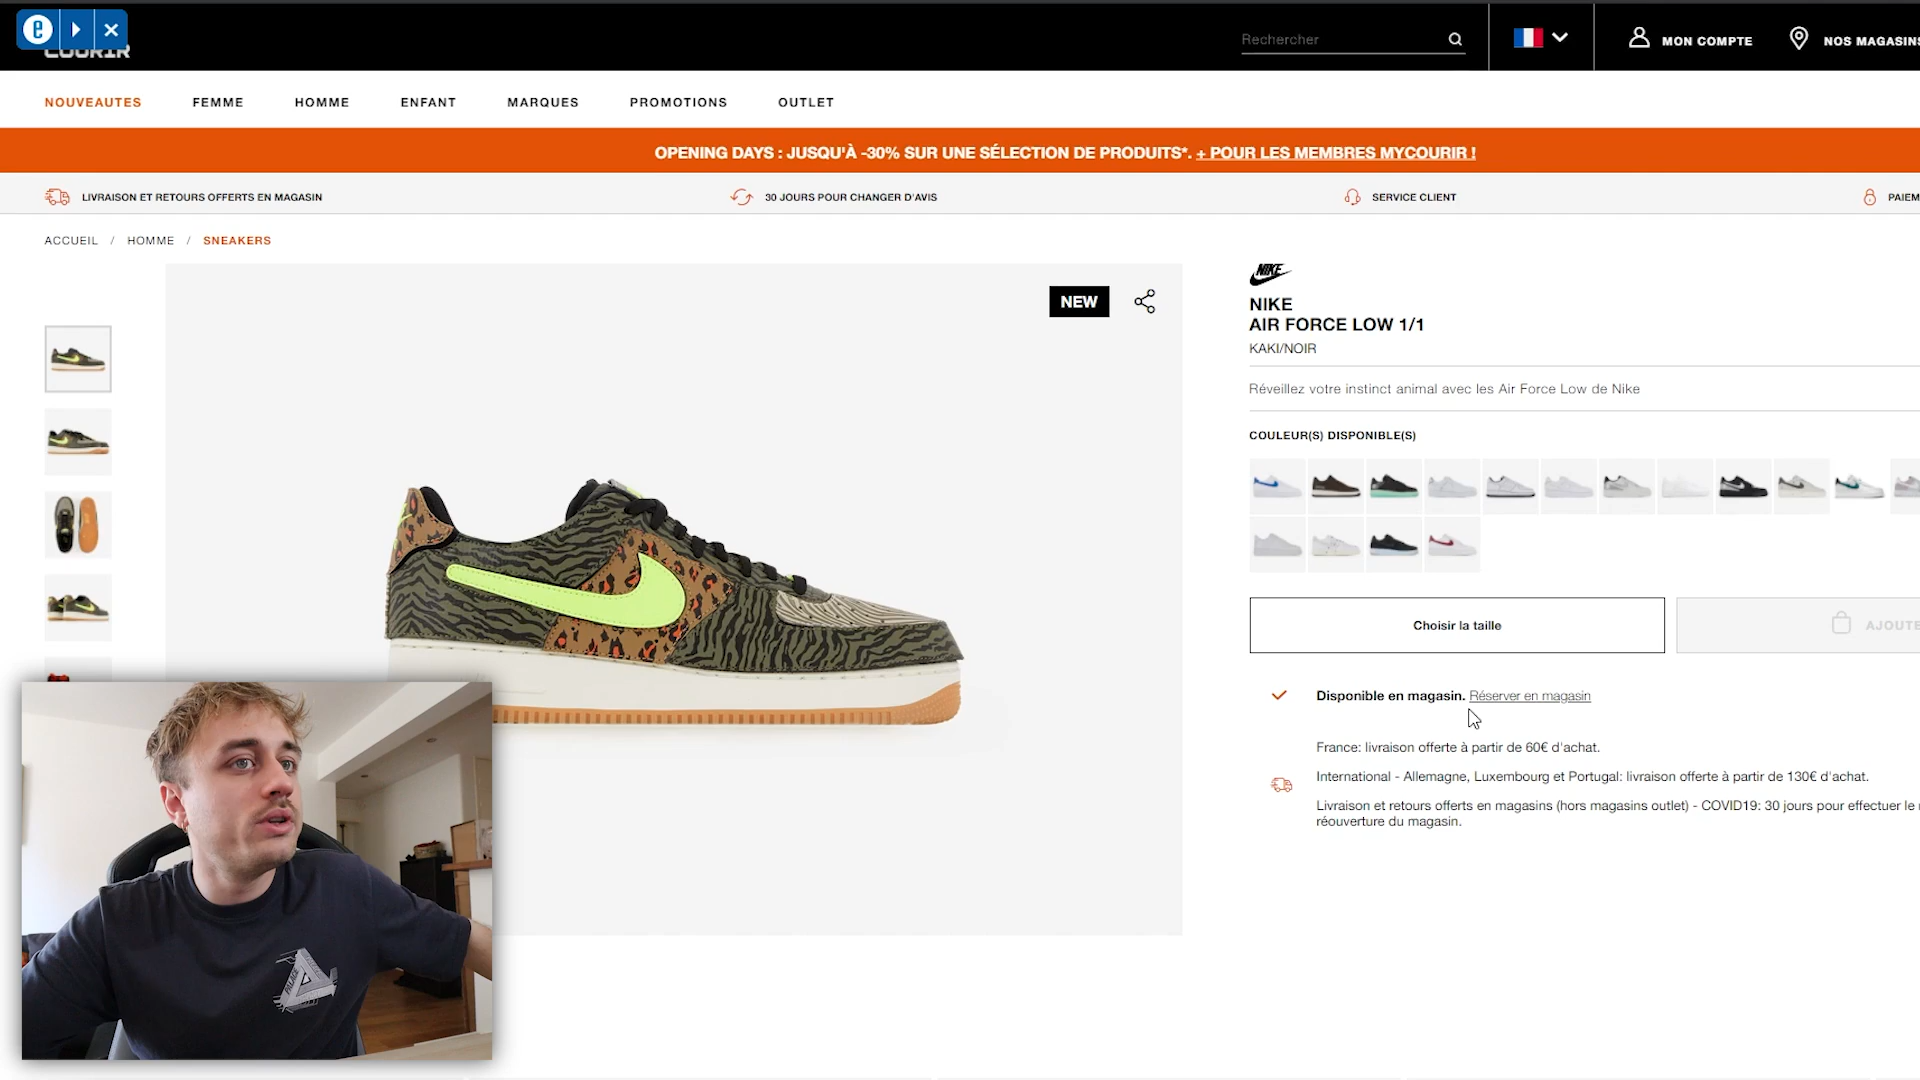 COURIR
Rechercher
MON COMPTE
NOS MAGASINS
NOUVEAUTES
FEMME
HOMME
ENFANT
MARQUES
PROMOTIONS
OUTLET
OPENING DAYS : JUSQU'À -30% SUR UNE SÉLECTION DE PRODUITS*. + POUR LES MEMBRES MYCOURIR !
LIVRAISON ET RETOURS OFFERTS EN MAGASIN
30 JOURS POUR CHANGER D'AVIS
SERVICE CLIENT
PAIEM
ACCUEIL / HOMME / SNEAKERS
NEW
NIKE
NIKE
AIR FORCE LOW 1/1
KAKI/NOIR
Réveillez votre instinct animal avec les Air Force Low de Nike
COULEUR(S) DISPONIBLE(S)
Choisir la taille
AJOUTE
Disponible en magasin. Réserver en magasin
France: livraison offerte à partir de 60€ d'achat.
International - Allemagne, Luxembourg et Portugal: livraison offerte à partir de 130€ d'achat.
Livraison et retours offerts en magasins (hors magasins outlet) - COVID19: 30 jours pour effectuer le
réouverture du magasin.
PALACE